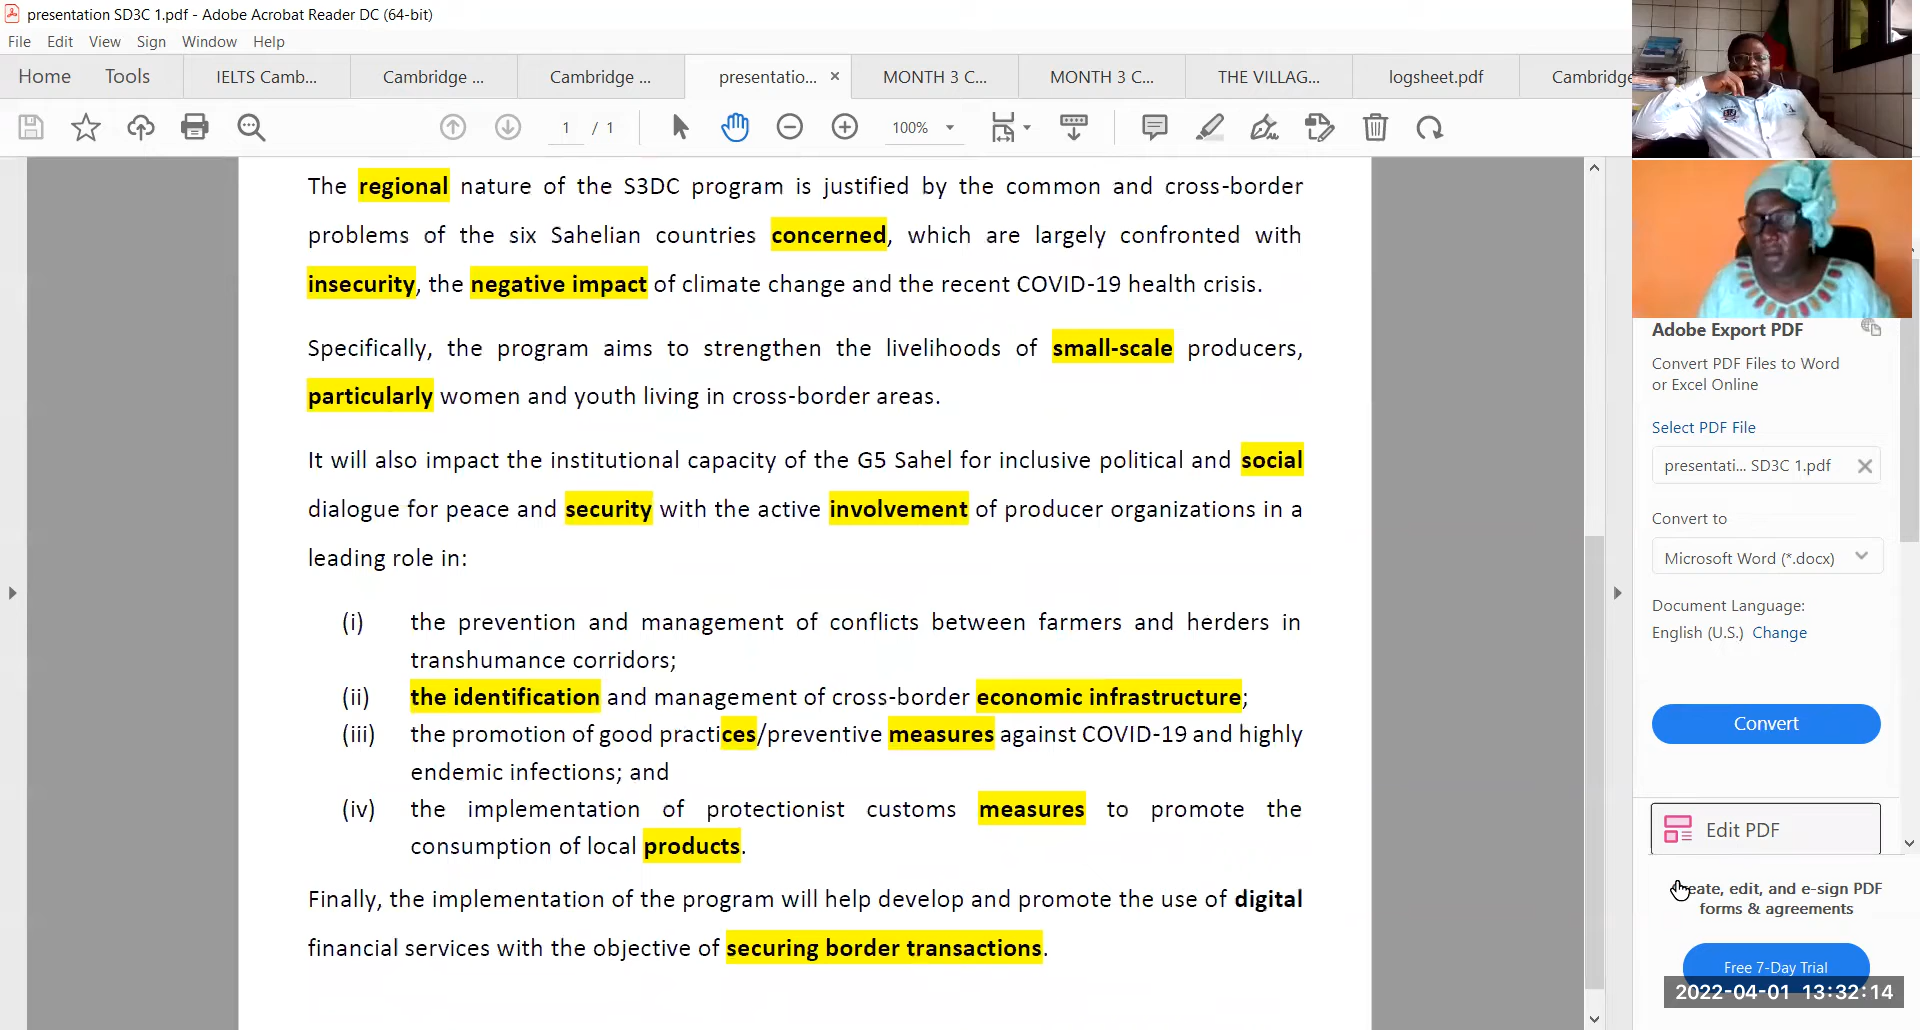 presentation SD3C 1.pdf - Adobe Acrobat Reader DC (64-bit)
File Edit View Sign Window Help
Home Tools IELTS Camb... Cambridge ... Cambridge ... presentatio... × MONTH 3 C... MONTH 3 C... THE VILLAG... logsheet.pdf Cambridge
1 / 1 100%
The regional nature of the S3DC program is justified by the common and cross-border
problems of the six Sahelian countries concerned, which are largely confronted with
insecurity, the negative impact of climate change and the recent COVID-19 health crisis.
Specifically, the program aims to strengthen the livelihoods of small-scale producers,
particularly women and youth living in cross-border areas.
It will also impact the institutional capacity of the G5 Sahel for inclusive political and social
dialogue for peace and security with the active involvement of producer organizations in a
leading role in:
(i) the prevention and management of conflicts between farmers and herders in
transhumance corridors;
(ii) the identification and management of cross-border economic infrastructure;
(iii) the promotion of good practices/preventive measures against COVID-19 and highly
endemic infections; and
(iv) the implementation of protectionist customs measures to promote the
consumption of local products.
Finally, the implementation of the program will help develop and promote the use of digital
financial services with the objective of securing border transactions.
Adobe Export PDF
Convert PDF Files to Word
or Excel Online
Select PDF File
presentati... SD3C 1.pdf
Convert to
Microsoft Word (*.docx)
Document Language:
English (U.S.) Change
Convert
Edit PDF
eate, edit, and e-sign PDF
forms & agreements
Free 7-Day Trial
2022-04-01 13:32:14